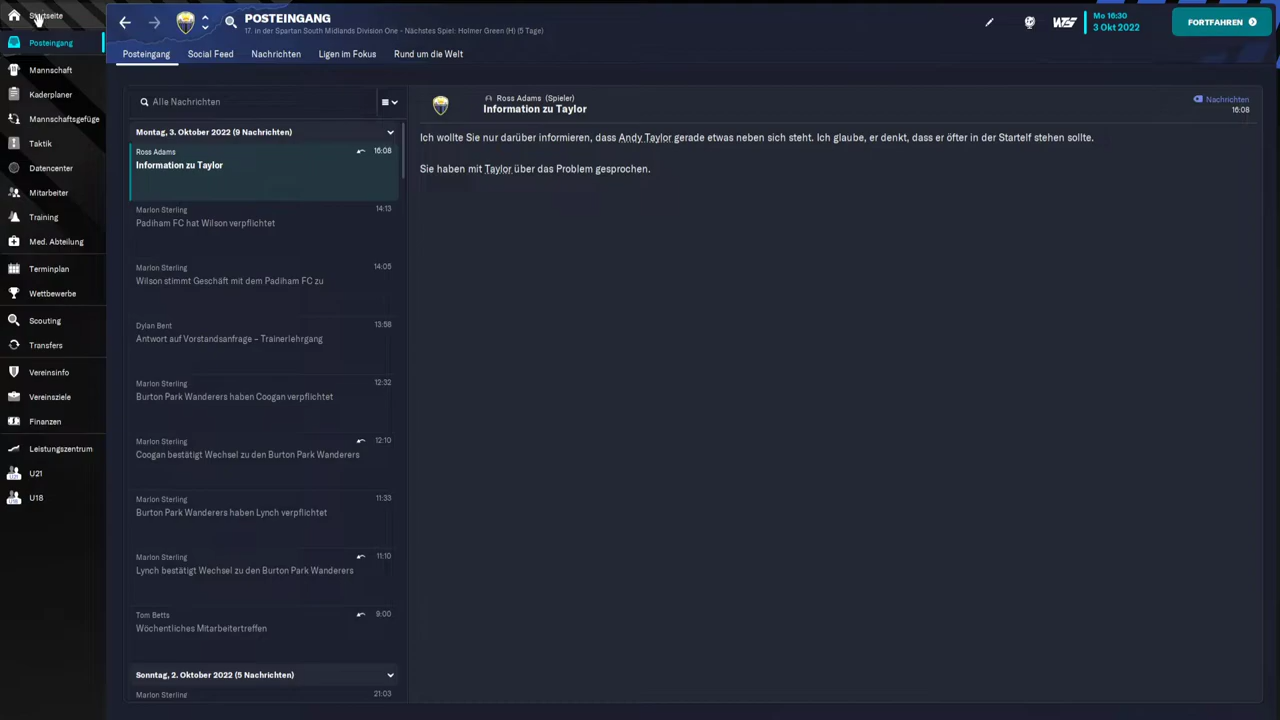 Startseite
Posteingang
Mannschaft
Kaderplaner
Mannschaftsgefüge
Taktik
Datencenter
Mitarbeiter
Training
Med. Abteilung
Terminplan
Wettbewerbe
Scouting
Transfers
Vereinsinfo
Vereinsziele
Finanzen
Leistungszentrum
U21
U18
POSTEINGANG
17. in der Spartan South Midlands Division One - Nächstes Spiel: Holmer Green (H) (5 Tage)
Mo 16:30
3 Okt 2022
FORTFAHREN
Posteingang
Social Feed
Nachrichten
Ligen im Fokus
Rund um die Welt
Alle Nachrichten
Montag, 3. Oktober 2022 (9 Nachrichten)
Ross Adams 16:08
Information zu Taylor
Marlon Sterling 14:13
Padiham FC hat Wilson verpflichtet
Marlon Sterling 14:05
Wilson stimmt Geschäft mit dem Padiham FC zu
Dylan Bent 13:58
Antwort auf Vorstandsanfrage – Trainerlehrgang
Marlon Sterling 12:32
Burton Park Wanderers haben Coogan verpflichtet
Marlon Sterling 12:10
Coogan bestätigt Wechsel zu den Burton Park Wanderers
Marlon Sterling 11:33
Burton Park Wanderers haben Lynch verpflichtet
Marlon Sterling 11:10
Lynch bestätigt Wechsel zu den Burton Park Wanderers
Tom Betts 9:00
Wöchentliches Mitarbeitertreffen
Sonntag, 2. Oktober 2022 (5 Nachrichten)
Marlon Sterling 21:03
Ross Adams (Spieler)
Information zu Taylor
Nachrichten
16:08
Ich wollte Sie nur darüber informieren, dass Andy Taylor gerade etwas neben sich steht. Ich glaube, er denkt, dass er öfter in der Startelf stehen sollte.
Sie haben mit Taylor über das Problem gesprochen.